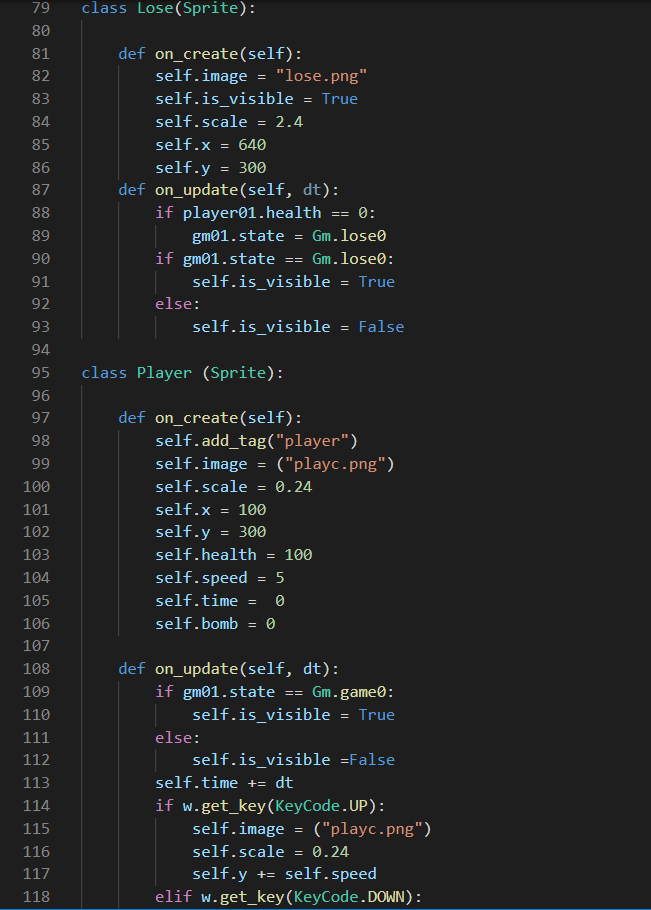 79 class Lose(Sprite):
80
81     def on_create(self):
82         self.image = "lose.png"
83         self.is_visible = True
84         self.scale = 2.4
85         self.x = 640
86         self.y = 300
87     def on_update(self, dt):
88         if player01.health == 0:
89             gm01.state = Gm.lose0
90         if gm01.state == Gm.lose0:
91             self.is_visible = True
92         else:
93             self.is_visible = False
94
95 class Player (Sprite):
96
97     def on_create(self):
98         self.add_tag("player")
99         self.image = ("playc.png")
100         self.scale = 0.24
101         self.x = 100
102         self.y = 300
103         self.health = 100
104         self.speed = 5
105         self.time =  0
106         self.bomb = 0
107
108     def on_update(self, dt):
109         if gm01.state == Gm.game0:
110             self.is_visible = True
111         else:
112             self.is_visible =False
113         self.time += dt
114         if w.get_key(KeyCode.UP):
115             self.image = ("playc.png")
116             self.scale = 0.24
117             self.y += self.speed
118         elif w.get_key(KeyCode.DOWN):